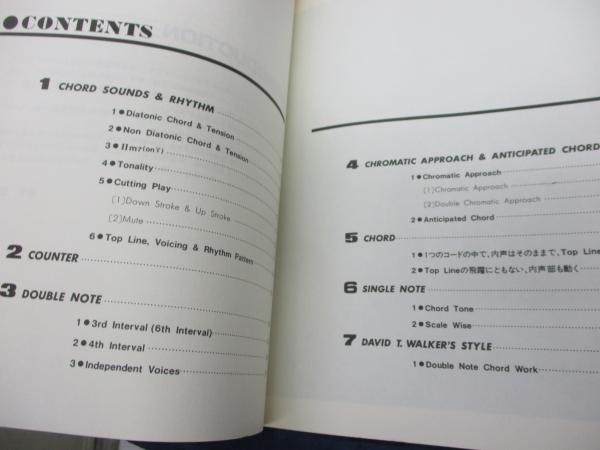 ●CONTENTS
1 CHORD SOUNDS & RHYTHM
1●Diatonic Chord & Tension
2●Non Diatonic Chord & Tension
3●IIm7(onV)
4●Tonality
5●Cutting Play
(1)Down Stroke & Up Stroke
(2)Mute
6●Top Line, Voicing & Rhythm Pattern
2 COUNTER
3 DOUBLE NOTE
1●3rd Interval (6th Interval)
2●4th Interval
3●Independent Voices
4 CHROMATIC APPROACH & ANTICIPATED CHORD
1●Chromatic Approach
(1)Chromatic Approach
(2)Double Chromatic Approach
2●Anticipated Chord
5 CHORD
1●1つのコードの中で、内声はそのままで、Top Line
2●Top Lineの飛躍にともない、内声部も動く
6 SINGLE NOTE
1●Chord Tone
2●Scale Wise
7 DAVID T. WALKER'S STYLE
1●Double Note Chord Work